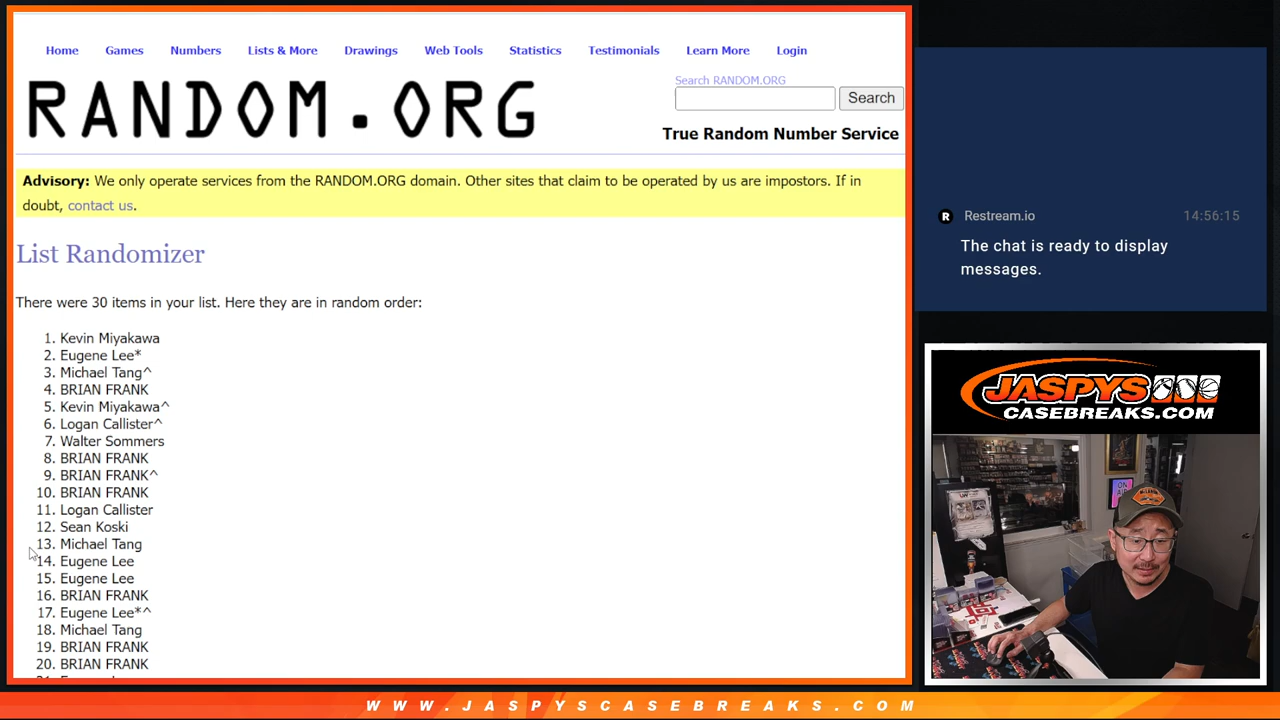 Home Games Numbers Lists & More Drawings Web Tools Statistics Testimonials Learn More Login
RANDOM.ORG
Search RANDOM.ORG
Search
True Random Number Service
Advisory: We only operate services from the RANDOM.ORG domain. Other sites that claim to be operated by us are impostors. If in
doubt, contact us.
List Randomizer
There were 30 items in your list. Here they are in random order:
1. Kevin Miyakawa
2. Eugene Lee*
3. Michael Tang^
4. BRIAN FRANK
5. Kevin Miyakawa^
6. Logan Callister^
7. Walter Sommers
8. BRIAN FRANK
9. BRIAN FRANK^
10. BRIAN FRANK
11. Logan Callister
12. Sean Koski
13. Michael Tang
14. Eugene Lee
15. Eugene Lee
16. BRIAN FRANK
17. Eugene Lee*^
18. Michael Tang
19. BRIAN FRANK
20. BRIAN FRANK
R Restream.io 14:56:15
The chat is ready to display
messages.
JASPYS
CASEBREAKS.COM
ON
AIR
WWW.JASPYSCASEBREAKS.COM